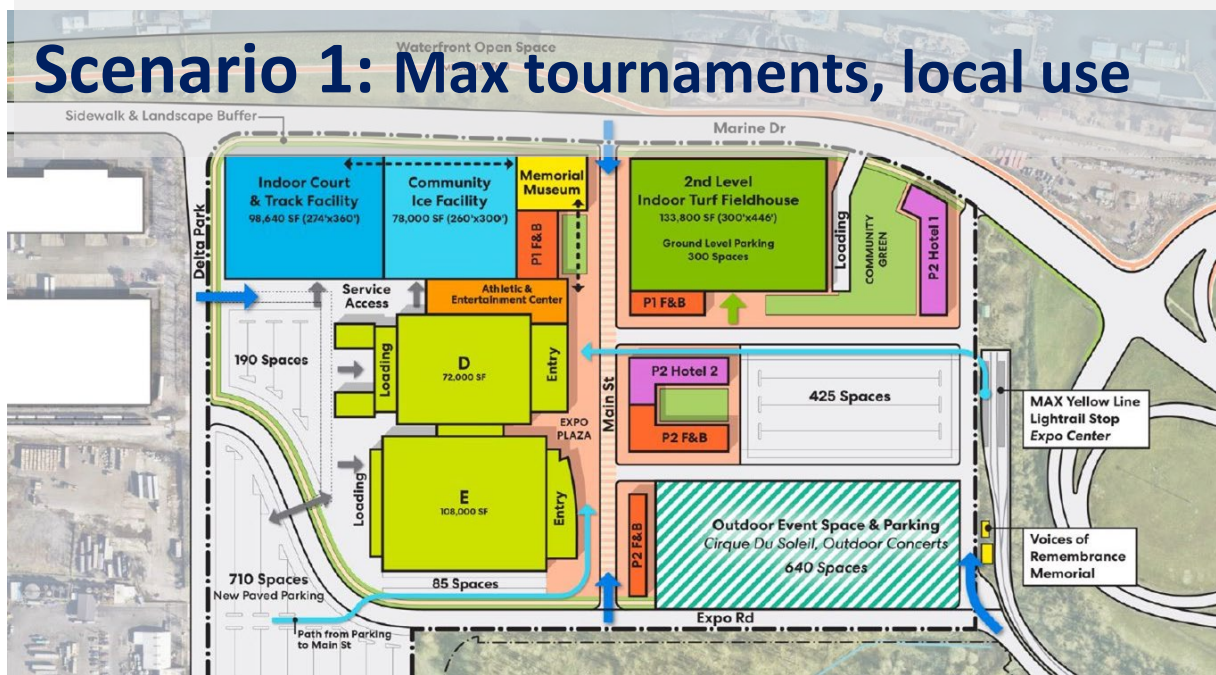 Scenario 1: Max tournaments, local use
Waterfront Open Space
Sidewalk & Landscape Buffer
Marine Dr
Delta Park
Indoor Court
& Track Facility
98,640 SF (274'x360')
Community
Ice Facility
78,000 SF (260'x300')
Memorial
Museum
P1 F&B
2nd Level
Indoor Turf Fieldhouse
133,800 SF (300'x446')
Ground Level Parking
300 Spaces
Loading
COMMUNITY
GREEN
P2 Hotel 1
P1 F&B
Service
Access
Athletic &
Entertainment Center
190 Spaces
Loading
D
72,000 SF
Entry
Main St
P2 Hotel 2
P2 F&B
425 Spaces
MAX Yellow Line
Lightrail Stop
Expo Center
EXPO
PLAZA
Loading
E
108,000 SF
Entry
P2 F&B
Outdoor Event Space & Parking
Cirque Du Soleil, Outdoor Concerts
640 Spaces
Voices of
Remembrance
Memorial
710 Spaces
New Paved Parking
85 Spaces
Path from Parking
to Main St
Expo Rd